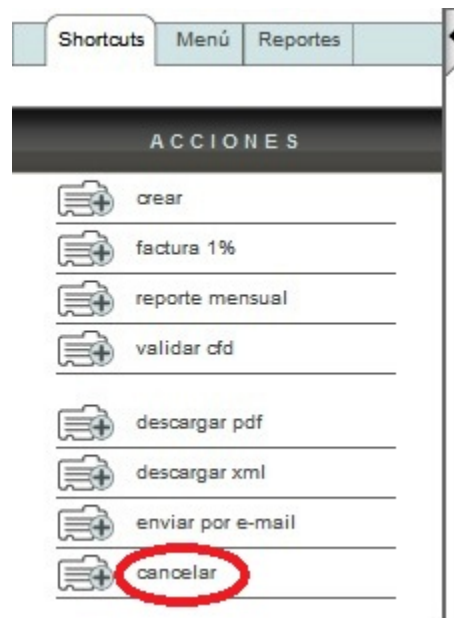 Shortcuts Menú Reportes
ACCIONES
crear
factura 1%
reporte mensual
validar cfd
descargar pdf
descargar xml
enviar por e-mail
cancelar